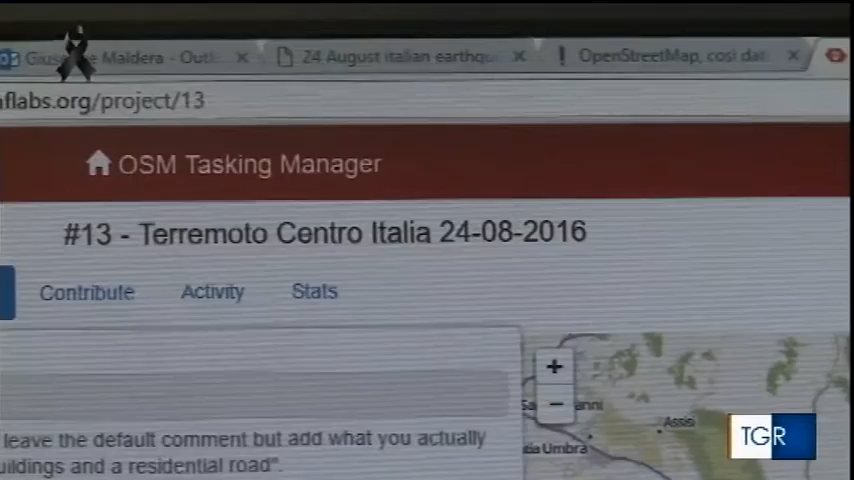 Maldera - Outl
24 August italian earthqu
OpenStreetMap, così dat
flabs.org/project/13
OSM Tasking Manager
#13 - Terremoto Centro Italia 24-08-2016
Contribute Activity Stats
+
−
Assisi
Umbra
TGR
leave the default comment but add what you actually
uildings and a residential road".